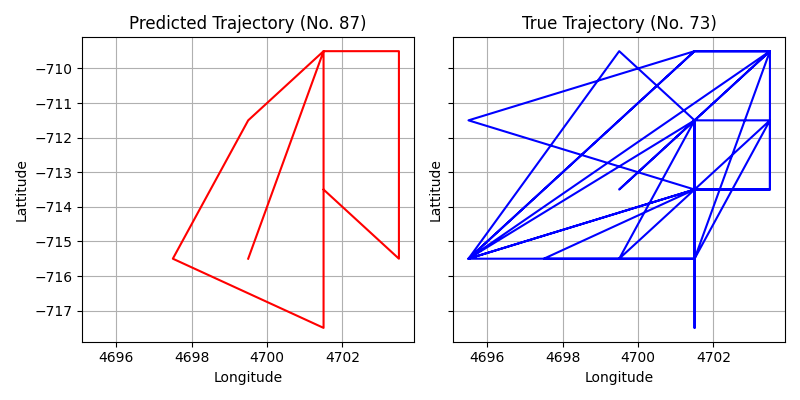 Predicted Trajectory (No. 87)
True Trajectory (No. 73)
−710
−711
−712
−713
−714
−715
−716
−717
Lattitude
Lattitude
4696 4698 4700 4702
4696 4698 4700 4702
Longitude
Longitude